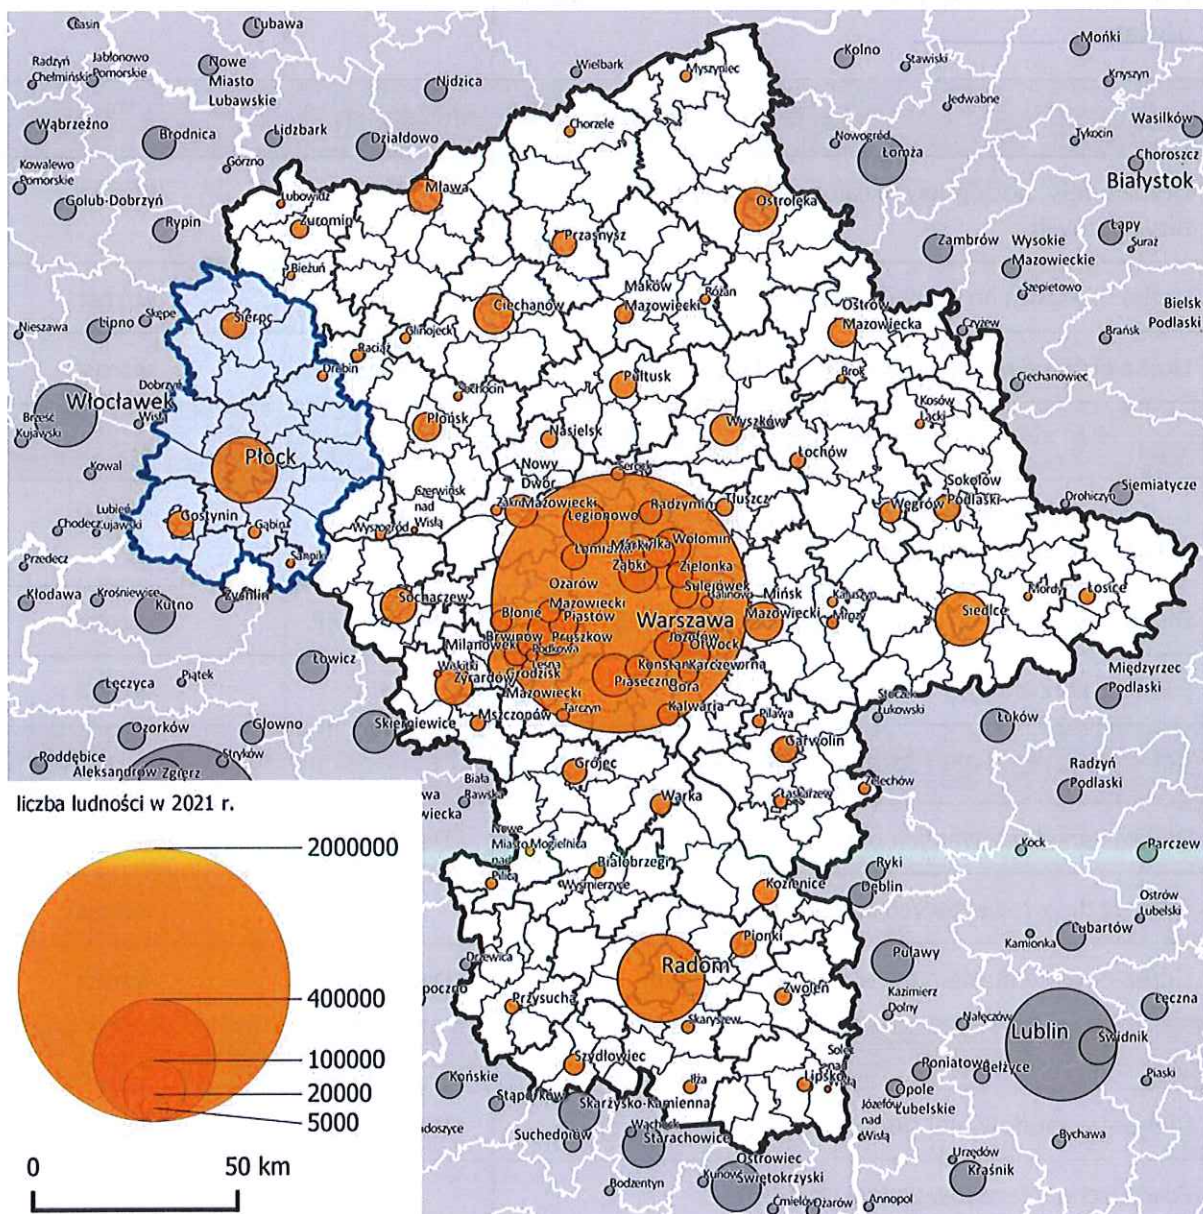 Łasin
Lubawa
Radzyń
Chełmiński
Jabłonowo
Pomorskie
Nowe
Miasto
Lubawskie
Nidzica
Wielbark
Myszyniec
Kolno
Stawiski
Mońki
Knyszyn
Jedwabne
Wąbrzeźno
Brodnica
Lidzbark
Działdowo
Chorzele
Nowogród
Łomża
Tykocin
Wasilków
Choroszcz
Białystok
Kowalewo
Pomorskie
Górzno
Golub-Dobrzyń
Rypin
Lubowidz
Mława
Żuromin
Przasnysz
Ostrołęka
Zambrów
Wysokie
Mazowieckie
Łapy
Suraż
Szepietowo
Bielsk
Podlaski
Bieżuń
Ciechanów
Maków
Mazowiecki
Różan
Ostrów
Mazowiecka
Czyżew
Brańsk
Nieszawa
Lipno
Skępe
Sierpc
Glinojeck
Raciąż
Drobin
Sochocin
Pułtusk
Brok
Ciechanowiec
Włocławek
Dobrzyń
Wisłą
Brześć
Kujawski
Płońsk
Nasielsk
Wyszków
Kosów
Lacki
Kowal
Płock
Łochów
Serock
Sokołów
Podlaski
Węgrów
Drohiczyn
Siemiatycze
Nowy
Dwór
Mazowiecki
Czerwińsk
nad
Wisłą
Wyszogród
Radzymin
Tłuszcz
Legionowo
Chodecz
Lubień
Kujawski
Gostynin
Gąbin
Sanniki
Przedecz
Kłodawa
Krośniewice
Kutno
Żychlin
Sochaczew
Wołomin
Ząbki
Zielonka
Sulejówek
Halinów
Mińsk
Mazowiecki
Kałuszyn
Mrozy
Siedlce
Mordy
Łosice
Ożarów
Mazowiecki
Błonie
Piastów
Warszawa
Brwinów
Pruszków
Józefów
Otwock
Milanówek
Podkowa
Leśna
Wiskitki
Żyrardów
Grodzisk
Mazowiecki
Piaseczno
Karczew
Góra
Kalwaria
Łowicz
Piątek
Łęczyca
Międzyrzec
Podlaski
Stoczek
Łukowski
Łuków
Ozorków
Głowno
Skierniewice
Mszczonów
Tarczyn
Pilawa
Garwolin
Poddębice
Aleksandrów
Zgierz
Stryków
Biała
Rawska
Grójec
Warka
Łaskarzew
Żelechów
Radzyń
Podlaski
Nowe
Miasto
nad
Pilicą
Mogielnica
Białobrzegi
Wyśmierzyce
Kozienice
Ryki
Dęblin
Kock
Parczew
Ostrów
Lubelski
Kamionka
Lubartów
Drzewica
Radom
Pionki
Puławy
Kazimierz
Dolny
Przysucha
Zwoleń
Skaryszew
Nałęczów
Lublin
Świdnik
Łęczna
Szydłowiec
Iłża
Lipsko
Solec
nad
Wisłą
Poniatowa
Bełżyce
Opole
Lubelskie
Piaski
Końskie
Stąporków
Skarżysko-Kamienna
Suchedniów
Wąchock
Starachowice
Józefów
nad
Wisłą
Bychawa
Urzędów
Kraśnik
Bodzentyn
Kunów
Ostrowiec
Świętokrzyski
Ćmielów
Ożarów
Annopol
liczba ludności w 2021 r.
2000000
400000
100000
20000
5000
0
50 km